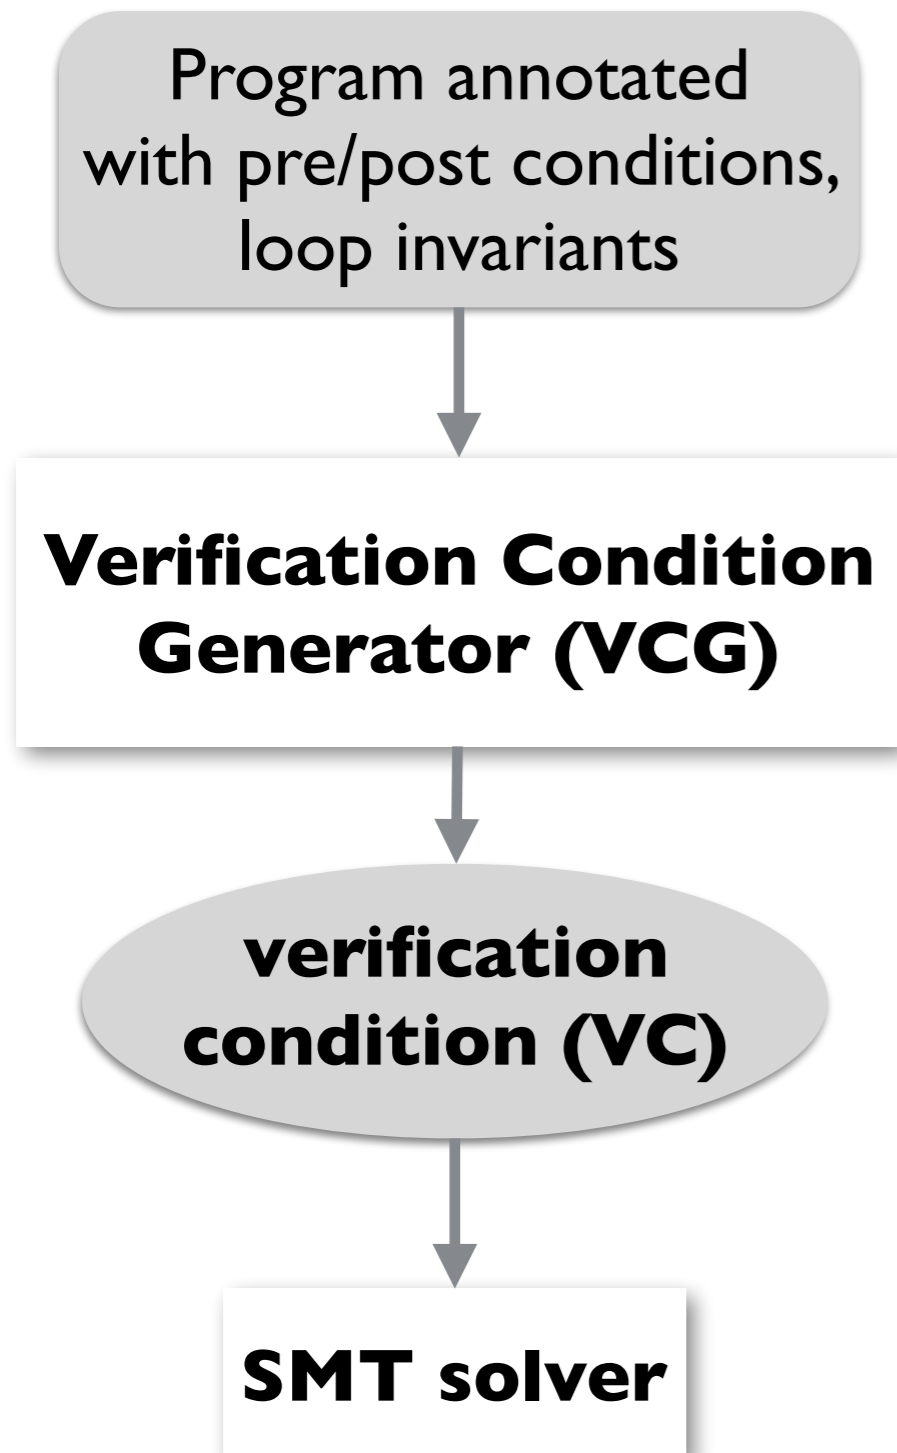 Program annotated
with pre/post conditions,
loop invariants
Verification Condition
Generator (VCG)
verification
condition (VC)
SMT solver